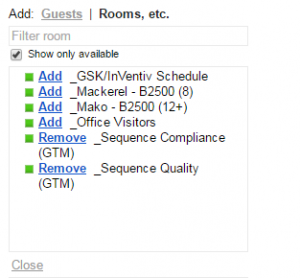 Add: Guests | Rooms, etc.
Filter room
Show only available
Add _GSK/InVentiv Schedule
Add _Mackerel - B2500 (8)
Add _Mako - B2500 (12+)
Add _Office Visitors
Remove _Sequence Compliance
(GTM)
Remove _Sequence Quality
(GTM)
Close